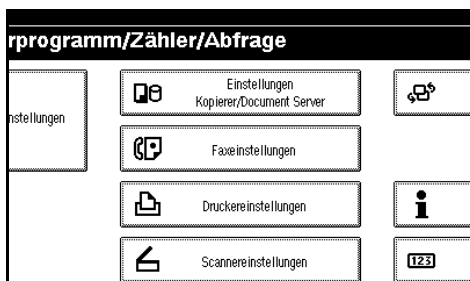 rprogramm/Zähler/Abfrage
Einstellungen
Kopierer/Document Server
nstellungen
Faxeinstellungen
Druckereinstellungen
Scannereinstellungen
123